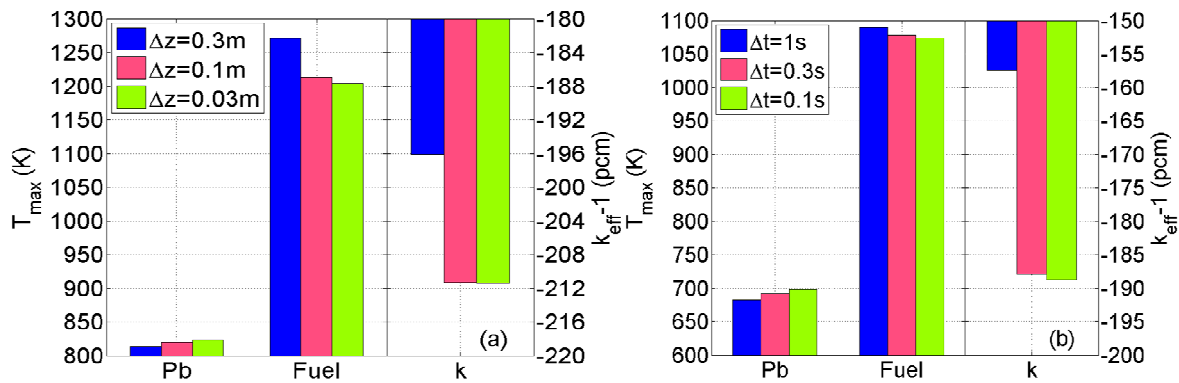 1300
1250
1200
1150
1100
1050
1000
950
900
850
800
T_max (K)
Δz=0.3m
Δz=0.1m
Δz=0.03m
Pb
Fuel
k
(a)
-180
-184
-188
-192
-196
-200
-204
-208
-212
-216
-220
k_eff-1 (pcm)
1100
1050
1000
950
900
850
800
750
700
650
600
T_max (K)
Δt=1s
Δt=0.3s
Δt=0.1s
Pb
Fuel
k
(b)
-150
-155
-160
-165
-170
-175
-180
-185
-190
-195
-200
k_eff-1 (pcm)